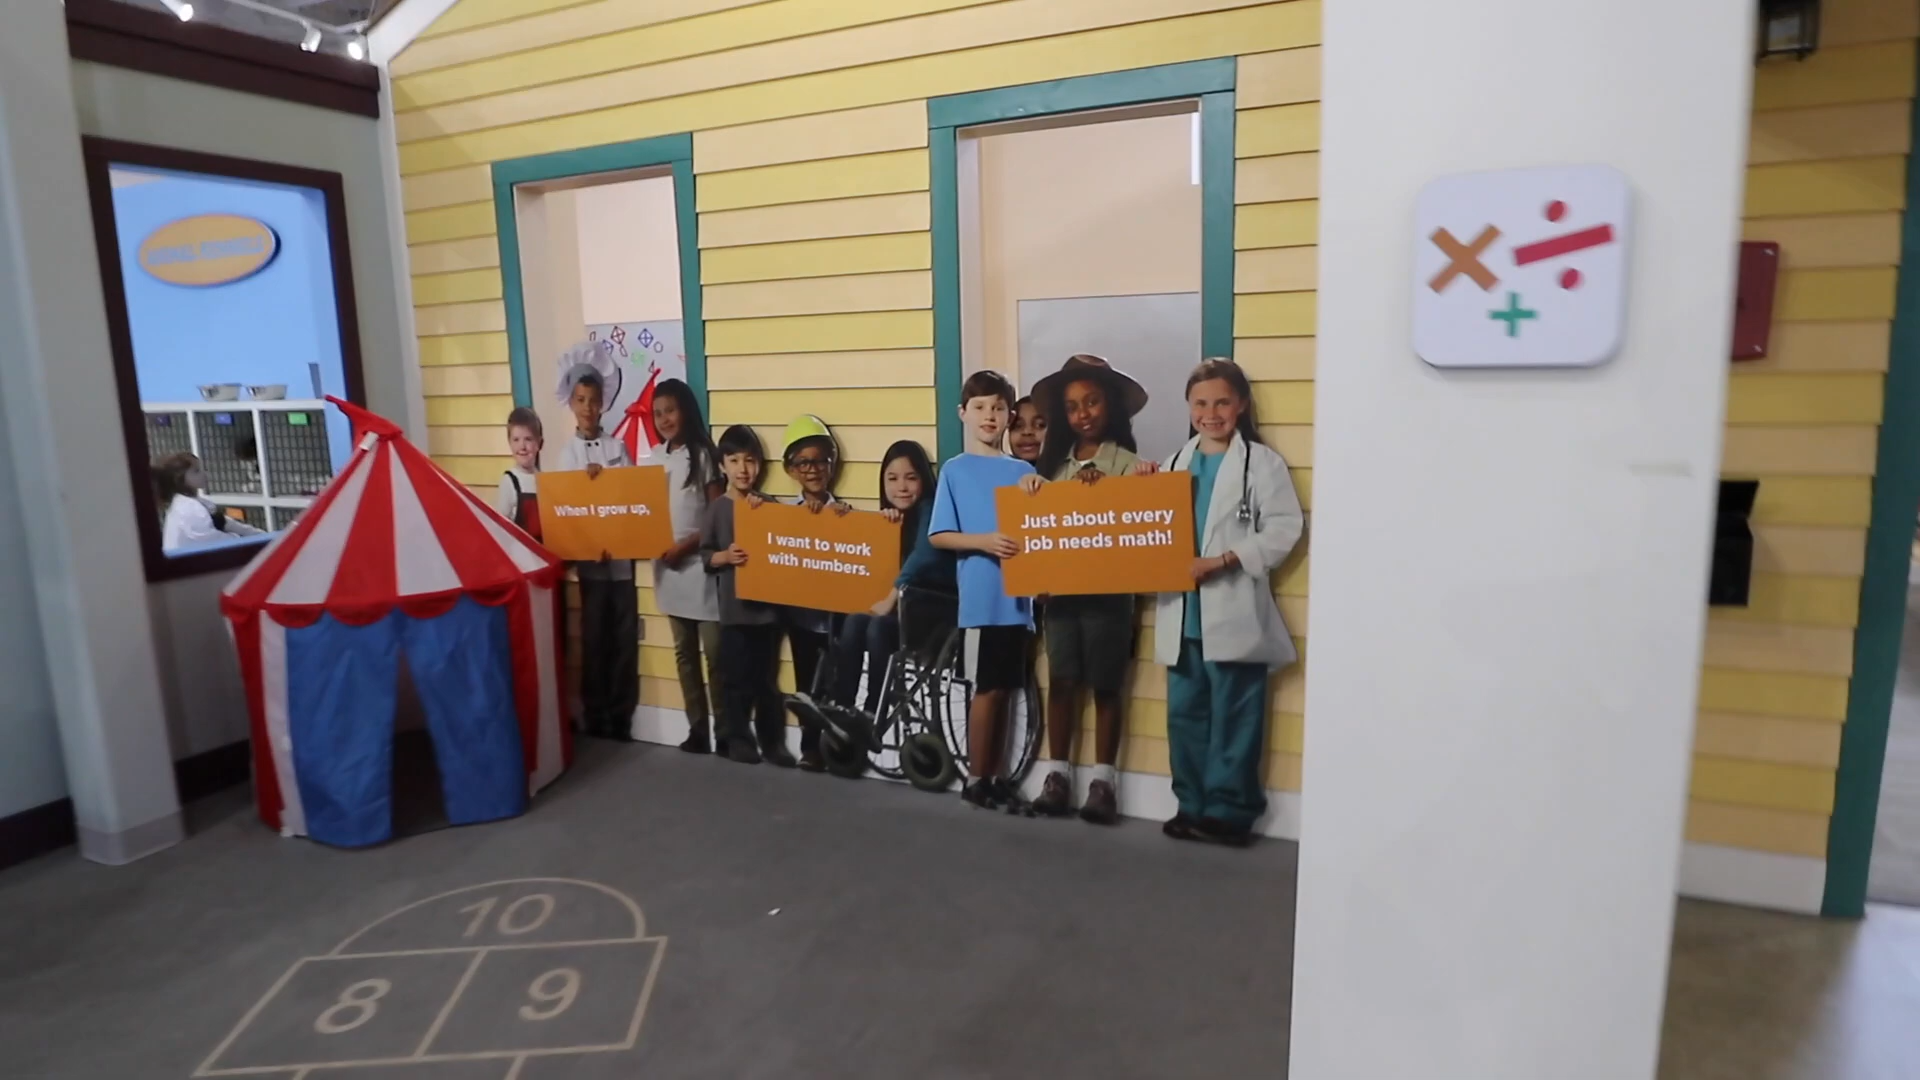 When I grow up,
I want to work
with numbers.
Just about every
job needs math!
10
8 9